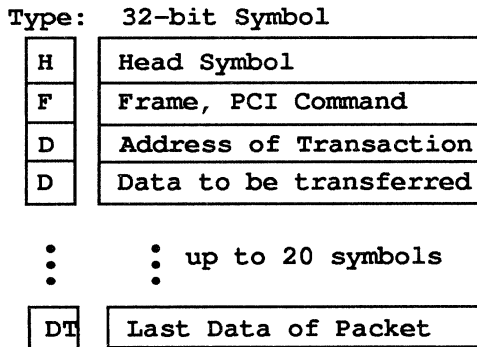 Type: 32-bit Symbol
H Head Symbol
F Frame, PCI Command
D Address of Transaction
D Data to be transferred
up to 20 symbols
DT Last Data of Packet